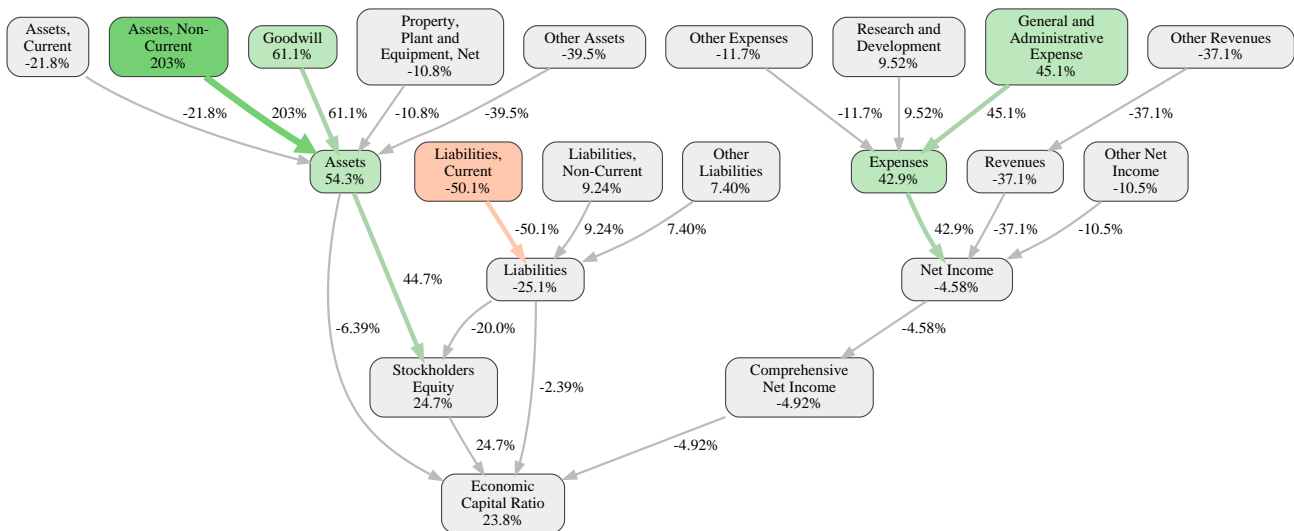 Assets,
Current
-21.8%
Assets, Non-
Current
203%
Goodwill
61.1%
Property,
Plant and
Equipment, Net
-10.8%
Other Assets
-39.5%
Other Expenses
-11.7%
Research and
Development
9.52%
General and
Administrative
Expense
45.1%
Other Revenues
-37.1%
-21.8%
203%
61.1%
-10.8%
-39.5%
-11.7%
9.52%
45.1%
-37.1%
Assets
54.3%
Liabilities,
Current
-50.1%
Liabilities,
Non-Current
9.24%
Other
Liabilities
7.40%
Expenses
42.9%
Revenues
-37.1%
Other Net
Income
-10.5%
-50.1%
9.24%
7.40%
42.9%
-37.1%
-10.5%
44.7%
Liabilities
-25.1%
Net Income
-4.58%
-6.39%
-20.0%
-4.58%
Stockholders
Equity
24.7%
-2.39%
Comprehensive
Net Income
-4.92%
24.7%
-4.92%
Economic
Capital Ratio
23.8%